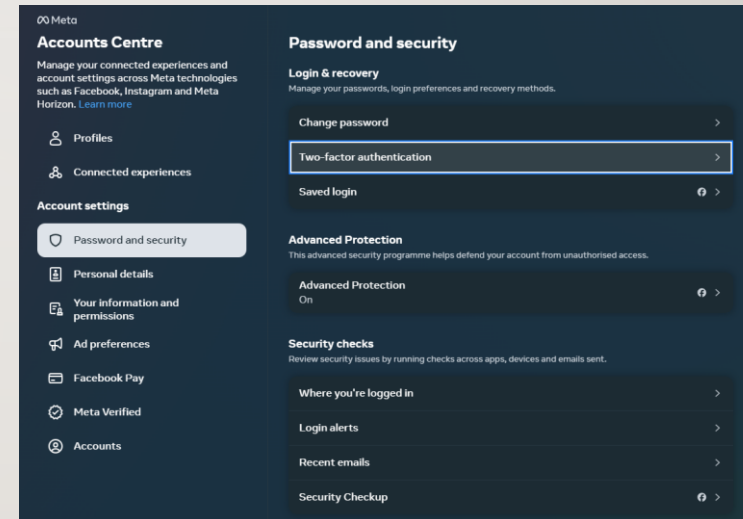 Meta
Accounts Centre
Manage your connected experiences and
account settings across Meta technologies
such as Facebook, Instagram and Meta
Horizon. Learn more
Profiles
Connected experiences
Account settings
Password and security
Personal details
Your information and
permissions
Ad preferences
Facebook Pay
Meta Verified
Accounts
Password and security
Login & recovery
Manage your passwords, login preferences and recovery methods.
Change password
Two-factor authentication
Saved login
Advanced Protection
This advanced security programme helps defend your account from unauthorised access.
Advanced Protection
On
Security checks
Review security issues by running checks across apps, devices and emails sent.
Where you're logged in
Login alerts
Recent emails
Security Checkup